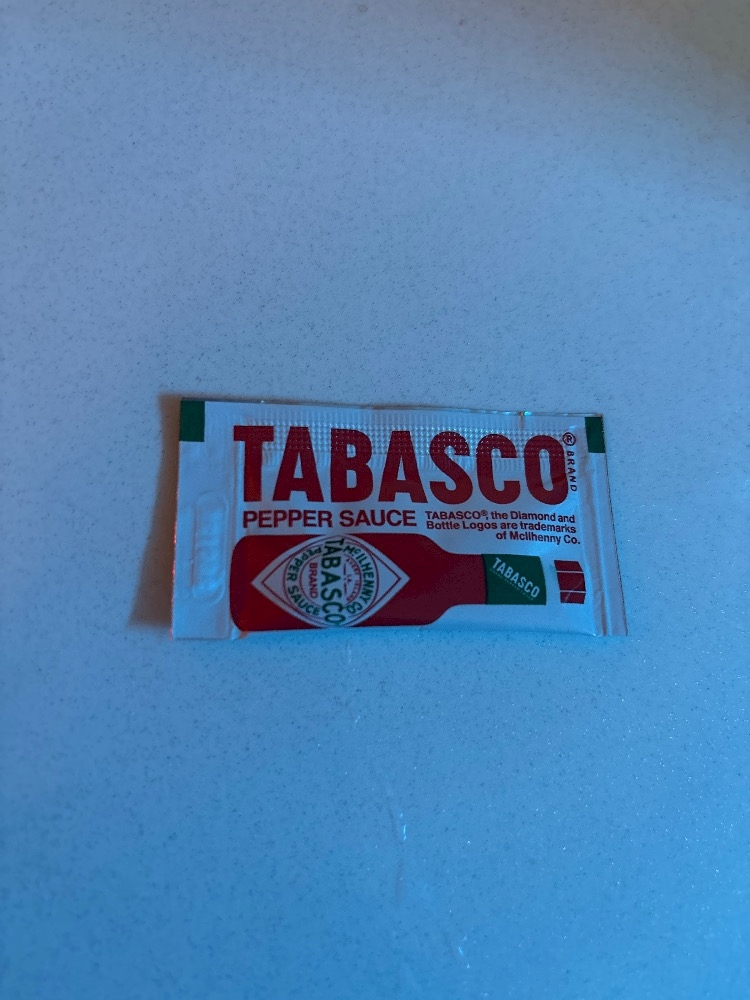 TABASCO® BRAND
PEPPER SAUCE
TABASCO® the Diamond and
Bottle Logos are trademarks
of McIlhenny Co.
McILHENNY CO.
TABASCO
BRAND
PEPPER SAUCE
TABASCO